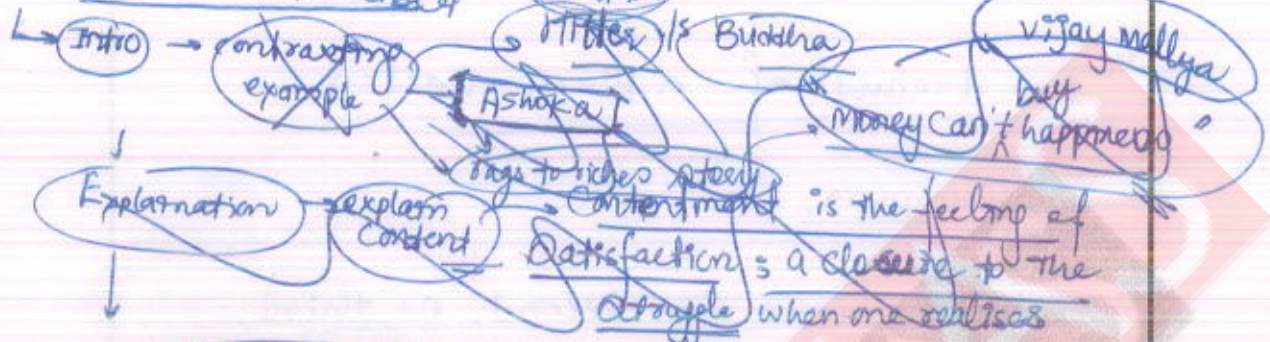 Intro → contrasting Hitler v/s Buddha vijay mallya
example Ashoka buy
money can't happiness"
rags to riches story
Explaination → explain Contentment is the feeling of
Content Satisfaction; a closure to the
struggle when one realises